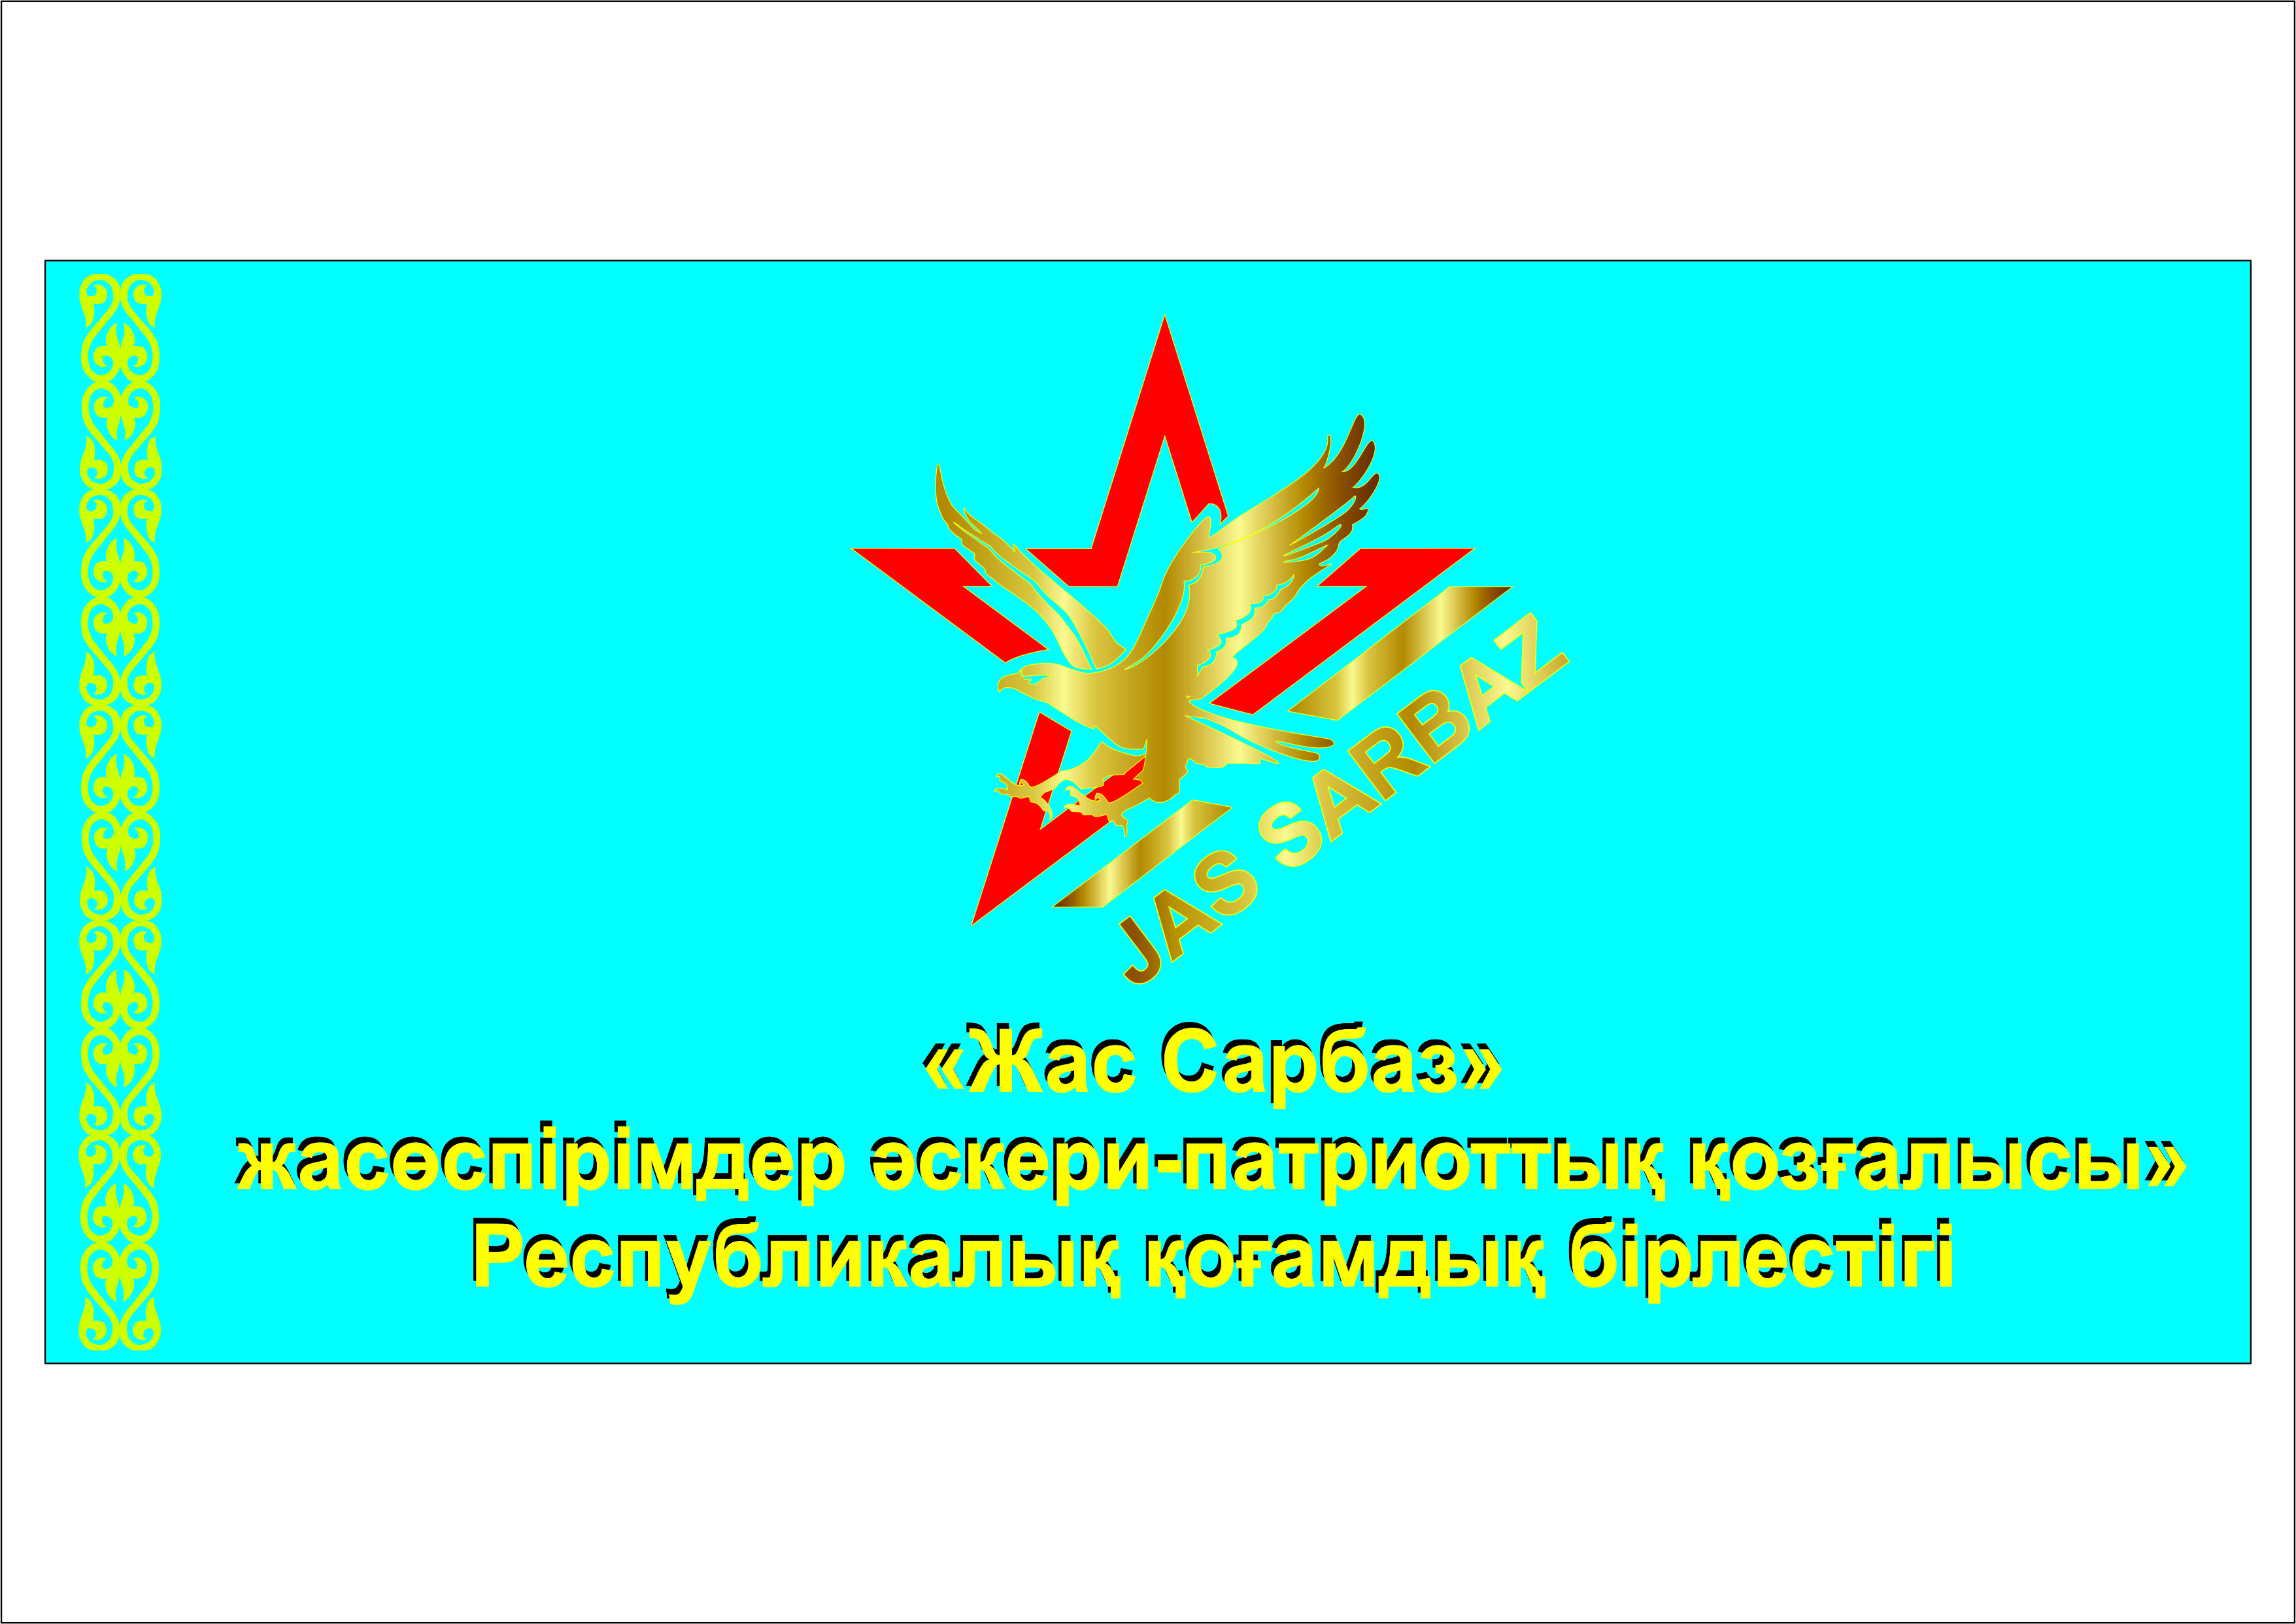 JAS SARBAZ
«Жас Сарбаз»
жасөспірімдер әскери-патриоттық қозғалысы»
Республикалық қоғамдық бірлестігі